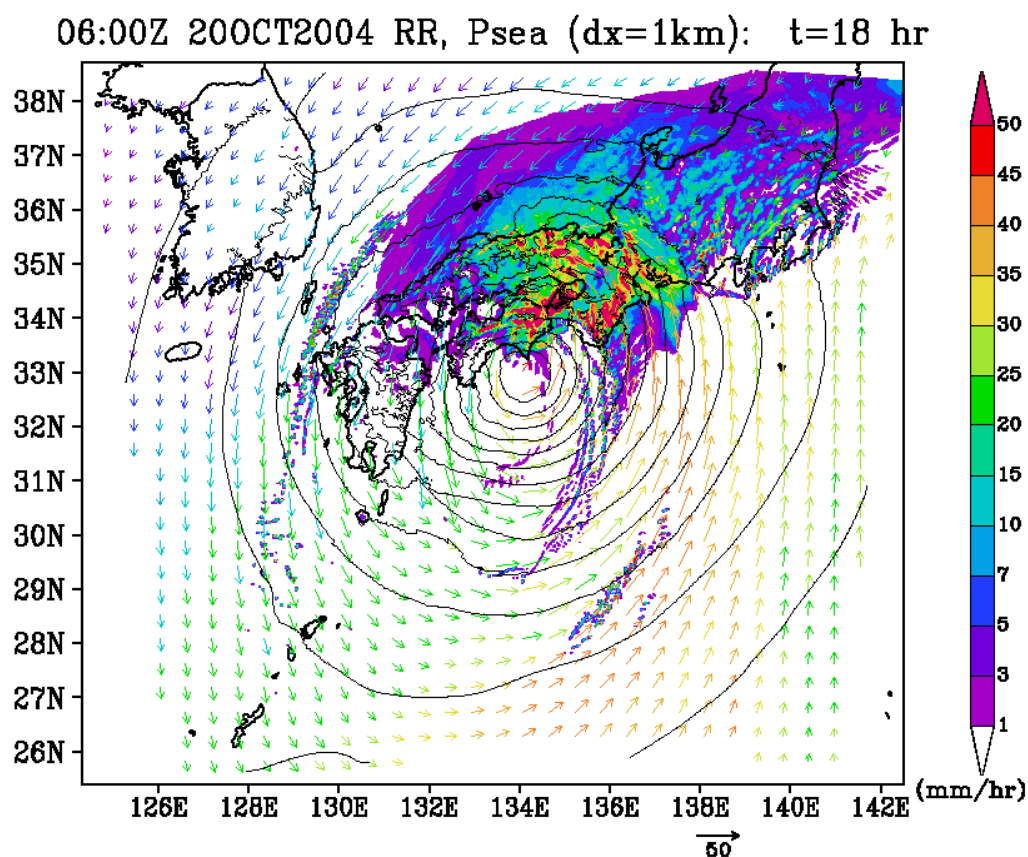 06:00Z 20OCT2004 RR, Psea (dx=1km): t=18 hr
38N
37N
36N
35N
34N
33N
32N
31N
30N
29N
28N
27N
26N
126E 128E 130E 132E 134E 136E 138E 140E 142E
50
45
40
35
30
25
20
15
10
7
5
3
1
(mm/hr)
50